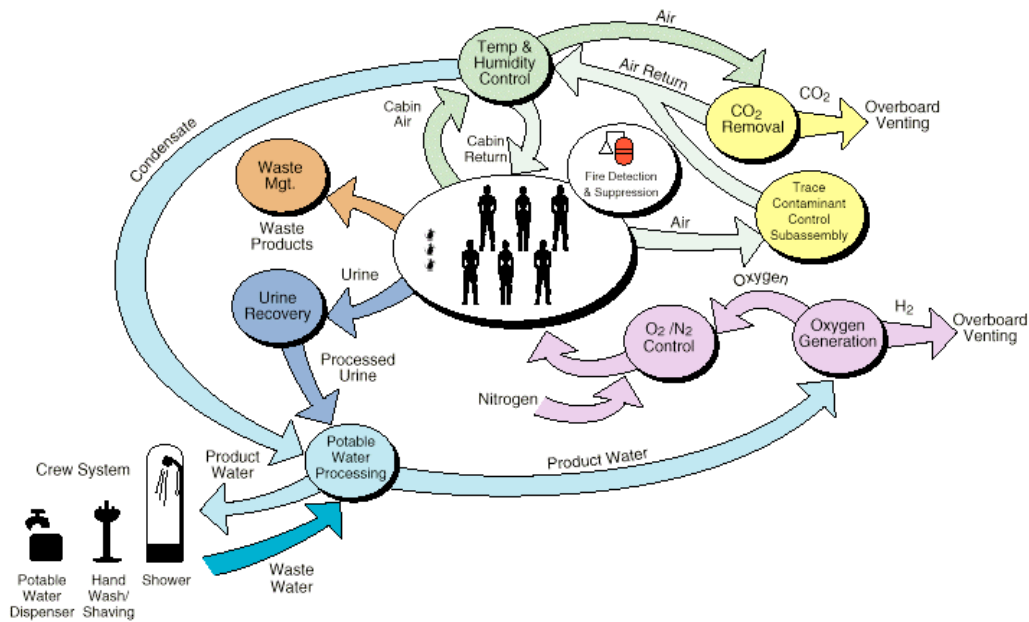 Air
Temp &
Humidity
Control
Air Return
CO2
CO2
Removal
Overboard
Venting
Cabin
Air
Cabin
Return
Condensate
Fire Detection
& Suppression
Waste
Mgt.
Waste
Products
Trace
Contaminant
Control
Subassembly
Air
Urine
Urine
Recovery
Oxygen
H2
Overboard
Venting
O2 /N2
Control
Oxygen
Generation
Processed
Urine
Nitrogen
Potable
Water
Processing
Product Water
Product
Water
Crew System
Waste
Water
Potable
Water
Dispenser
Hand
Wash/
Shaving
Shower